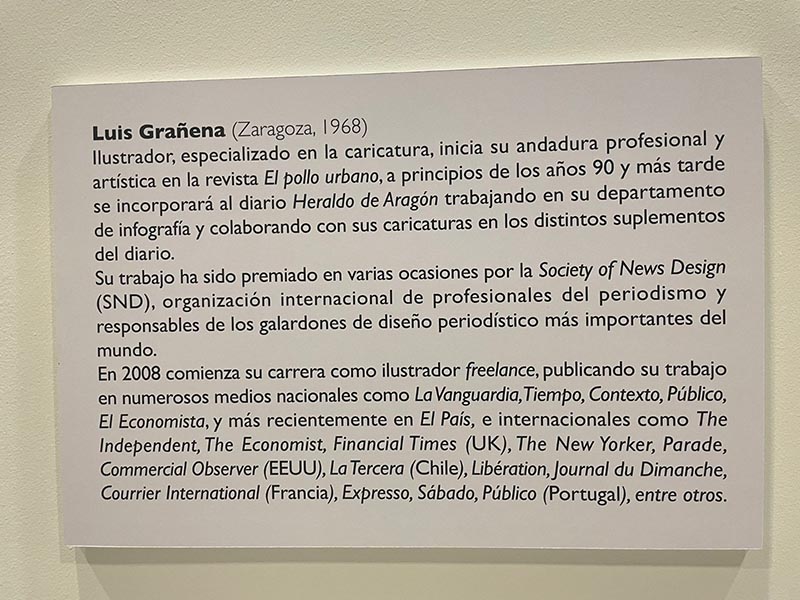 Luis Grañena (Zaragoza, 1968)
Ilustrador, especializado en la caricatura, inicia su andadura profesional y
artística en la revista El pollo urbano, a principios de los años 90 y más tarde
se incorporará al diario Heraldo de Aragón trabajando en su departamento
de infografía y colaborando con sus caricaturas en los distintos suplementos
del diario.
Su trabajo ha sido premiado en varias ocasiones por la Society of News Design
(SND), organización internacional de profesionales del periodismo y
responsables de los galardones de diseño periodístico más importantes del
mundo.
En 2008 comienza su carrera como ilustrador freelance, publicando su trabajo
en numerosos medios nacionales como La Vanguardia, Tiempo, Contexto, Público,
El Economista, y más recientemente en El País, e internacionales como The
Independent, The Economist, Financial Times (UK), The New Yorker, Parade,
Commercial Observer (EEUU), La Tercera (Chile), Libération, Journal du Dimanche,
Courrier International (Francia), Expresso, Sábado, Público (Portugal), entre otros.